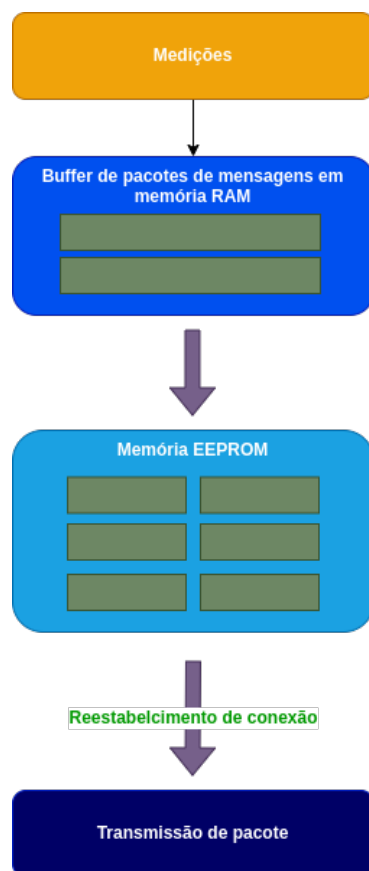 Medições
Buffer de pacotes de mensagens em
memória RAM
Memória EEPROM
Reestabelcimento de conexão
Transmissão de pacote